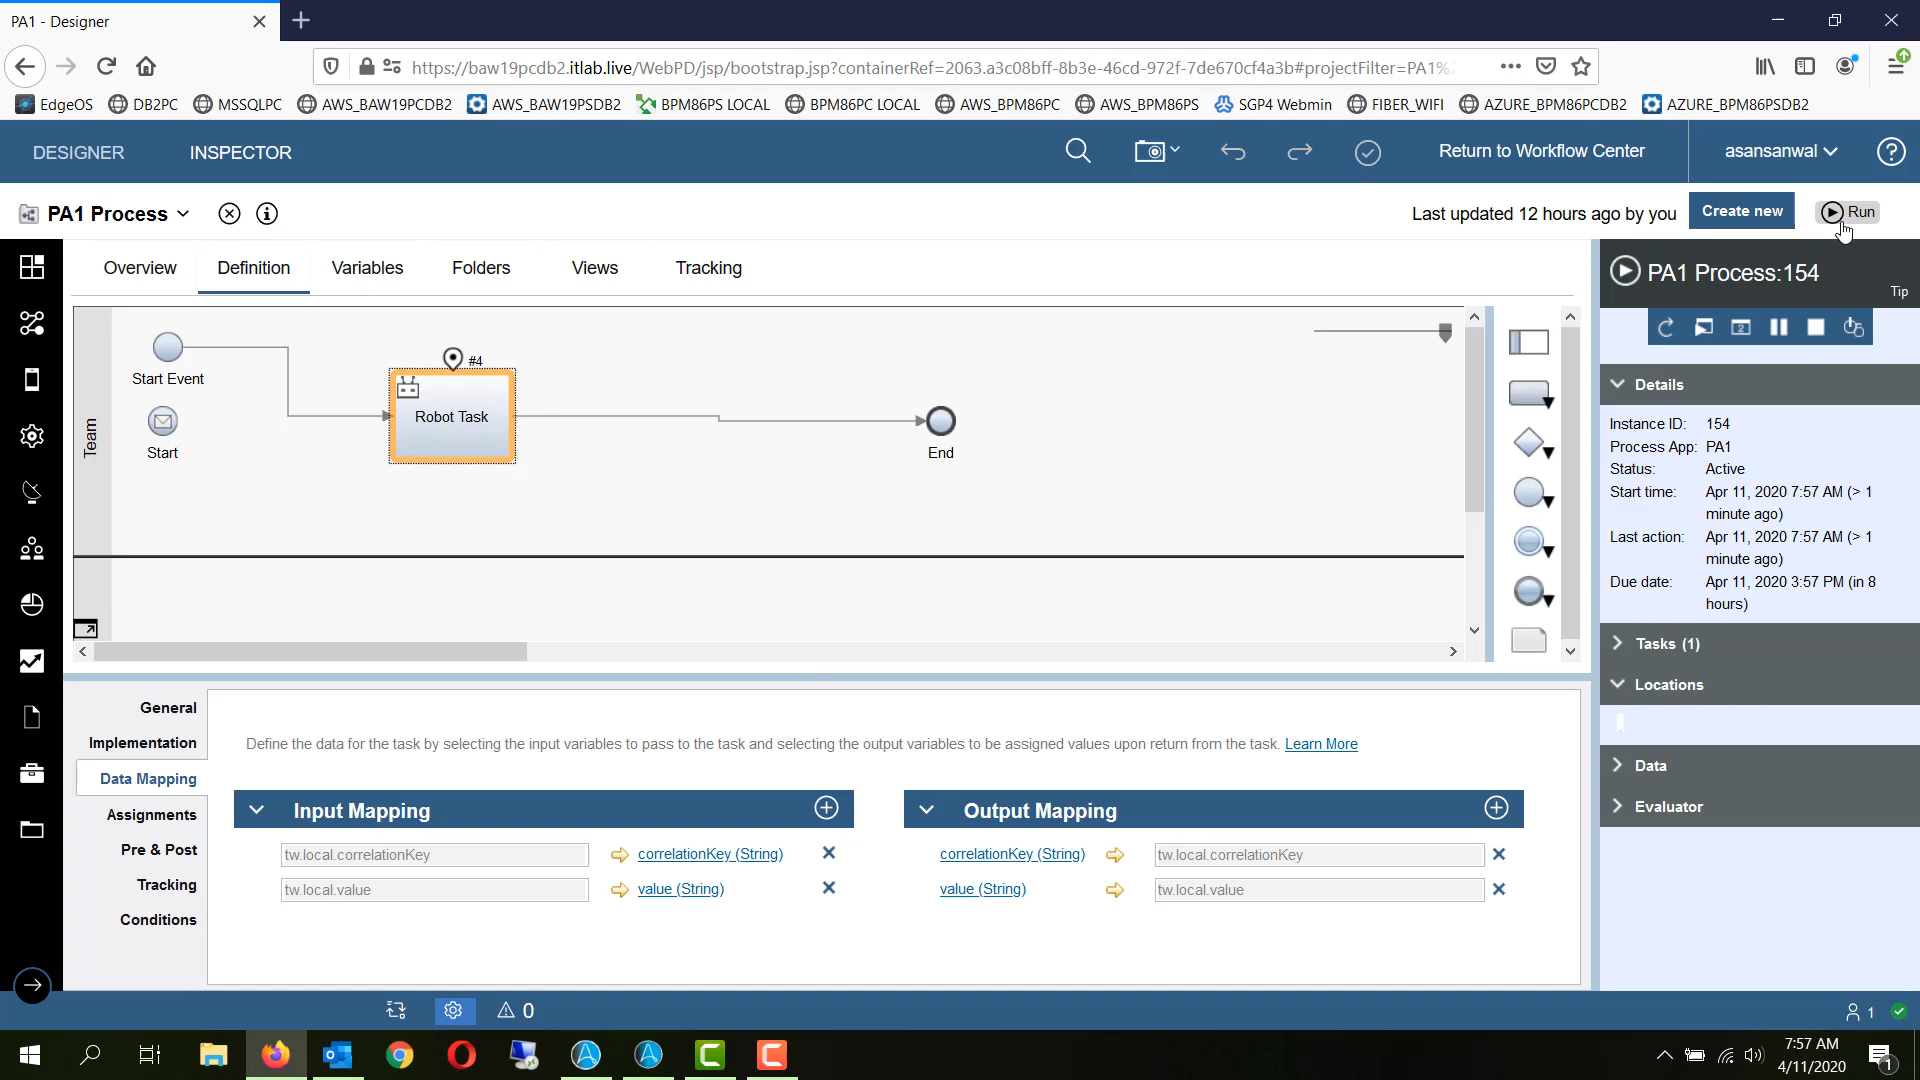 PA1 - Designer
https://baw19pcdb2.itlab.live/WebPD/jsp/bootstrap.jsp?containerRef=2063.a3c08bff-8b3e-46cd-972f-7de670cf4a3b#projectFilter=PA1%
EdgeOS DB2PC MSSQLPC AWS_BAW19PCDB2 AWS_BAW19PSDB2 BPM86PS LOCAL BPM86PC LOCAL AWS_BPM86PC AWS_BPM86PS SGP4 Webmin FIBER_WIFI AZURE_BPM86PCDB2 AZURE_BPM86PSDB2
DESIGNER INSPECTOR Return to Workflow Center asansanwal
PA1 Process Last updated 12 hours ago by you Create new Run
Overview Definition Variables Folders Views Tracking
PA1 Process:154
Tip
Team
Start Event
Start
#4
Robot Task
End
2
Details
Instance ID: 154
Process App: PA1
Status: Active
Start time: Apr 11, 2020 7:57 AM (> 1
minute ago)
Last action: Apr 11, 2020 7:57 AM (> 1
minute ago)
Due date: Apr 11, 2020 3:57 PM (in 8
hours)
Tasks (1)
Locations
Data
Evaluator
General
Implementation
Data Mapping
Assignments
Pre & Post
Tracking
Conditions
Define the data for the task by selecting the input variables to pass to the task and selecting the output variables to be assigned values upon return from the task. Learn More
Input Mapping
tw.local.correlationKey correlationKey (String)
tw.local.value value (String)
Output Mapping
correlationKey (String) tw.local.correlationKey
value (String) tw.local.value
0
1
7:57 AM
4/11/2020
1